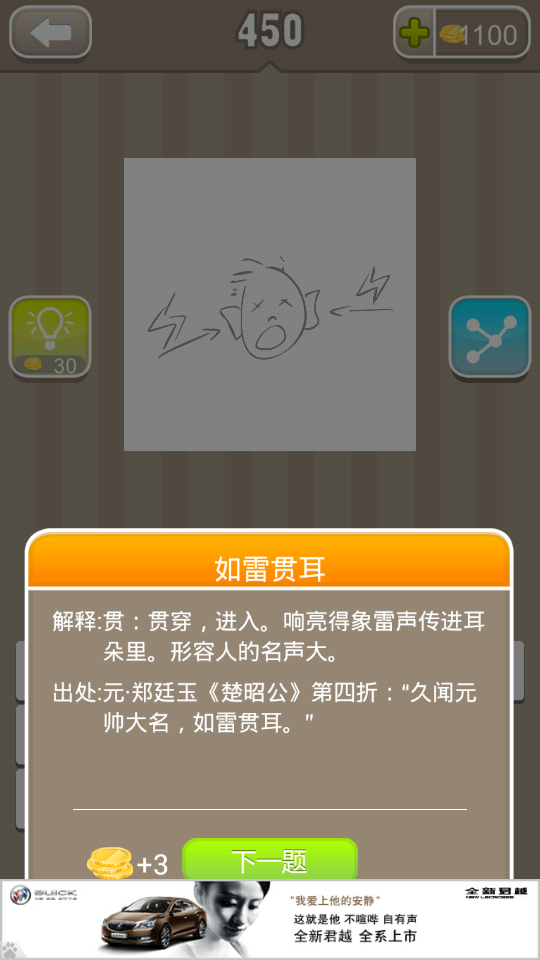 450
1100
30
如雷贯耳
解释:贯：贯穿，进入。响亮得象雷声传进耳
朵里。形容人的名声大。
出处:元·郑廷玉《楚昭公》第四折：“久闻元
帅大名，如雷贯耳。”
+3
下一题
BUICK
"我爱上他的安静"
这就是他 不喧哗 自有声
全新君越 全系上市
全新君越
NEW LACROSSE